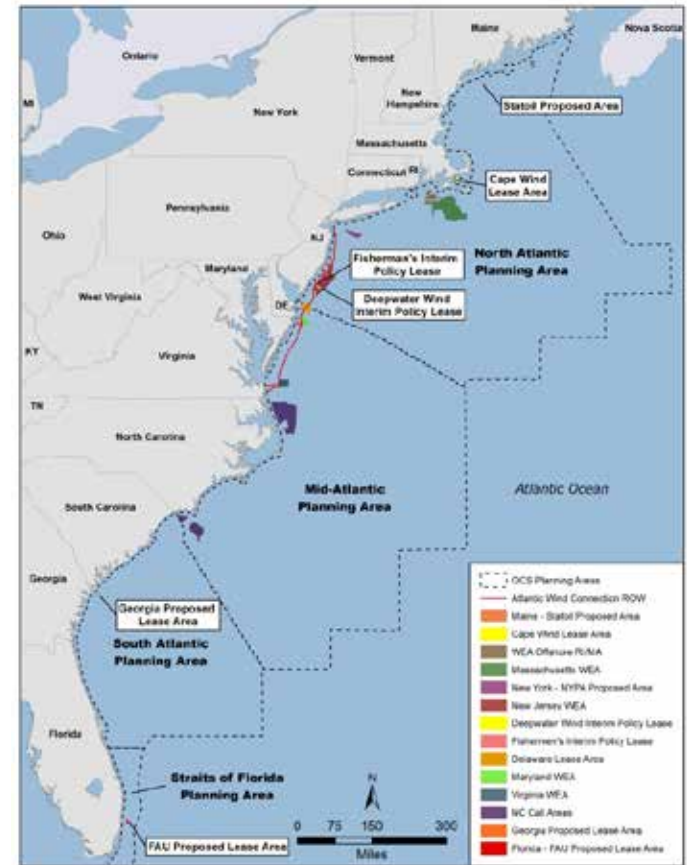 Maine
Nova Scotia
Ontario
Vermont
New
Hampshire
Statoil Proposed Area
MI
New York
Massachusetts
Connecticut
RI
Cape Wind
Lease Area
Pennsylvania
NJ
Ohio
Fisherman's Interim
Policy Lease
North Atlantic
Planning Area
Maryland
Deepwater Wind
Interim Policy Lease
West Virginia
DE
KY
Virginia
TN
North Carolina
Mid-Atlantic
Planning Area
Atlantic Ocean
South Carolina
Georgia
Georgia Proposed
Lease Area
South Atlantic
Planning Area
Florida
Straits of Florida
Planning Area
FAU Proposed Lease Area
N
0 75 150 300
Miles
OCS Planning Areas
Atlantic Wind Connection ROW
Maine - Statoil Proposed Area
Cape Wind Lease Area
WEA Offshore RI/MA
Massachusetts WEA
New York - NYPA Proposed Area
New Jersey WEA
Deepwater Wind Interim Policy Lease
Fishermen's Interim Policy Lease
Delaware Lease Area
Maryland WEA
Virginia WEA
NC Call Areas
Georgia Proposed Lease Area
Florida - FAU Proposed Lease Area